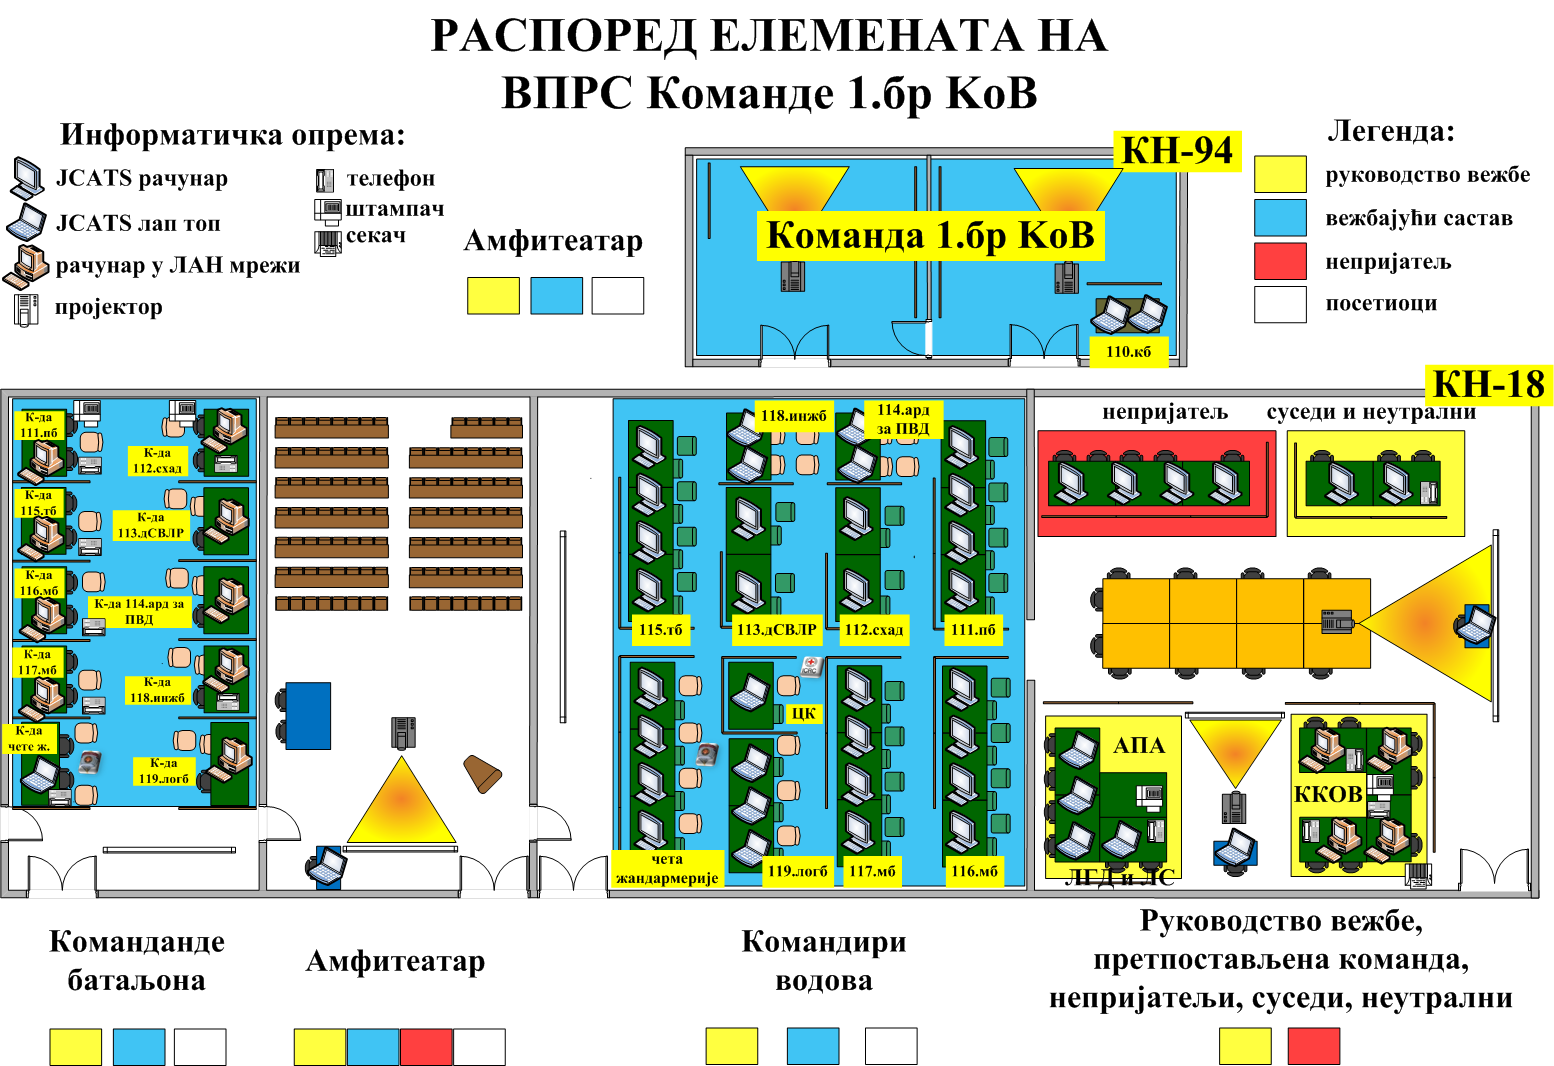 РАСПОРЕД ЕЛЕМЕНАТА НА
ВПРС Команде 1.бр КоВ
Информатичка опрема:
JCATS рачунар
JCATS лап топ
рачунар у ЛАН мрежи
пројектор
телефон
штампач
секач
Амфитеатар
КН-94
Команда 1.бр КоВ
110.кб
Легенда:
руководство вежбе
вежбајући састав
непријатељ
посетиоци
КН-18
К-да
111.пб
К-да
112.схад
К-да
115.тб
К-да
113.дСВЛР
К-да
116.мб
К-да 114.ард за
ПВД
К-да
117.мб
К-да
118.инжб
К-да
чете ж.
К-да
119.логб
118.инжб
114.ард
за ПВД
115.тб
113.дСВЛР
112.схад
111.пб
ЦК
чета
жандармерије
119.логб
117.мб
116.мб
непријатељ
суседи и неутрални
АПА
ККОВ
ЛГД и ЛС
Команданде
батаљона
Амфитеатар
Командири
водова
Руководство вежбе,
претпостављена команда,
непријатељи, суседи, неутрални